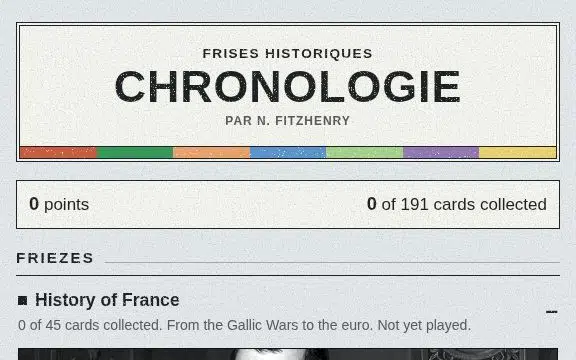 FRISES HISTORIQUES
CHRONOLOGIE
PAR N. FITZHENRY
0 points
0 of 191 cards collected
FRIEZES
History of France
0 of 45 cards collected. From the Gallic Wars to the euro. Not yet played.